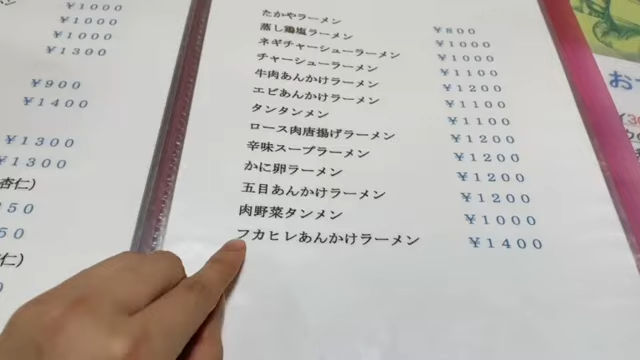 ¥1000
¥1000
¥1000
¥1300
¥900
¥1400
¥1300
¥1300
杏仁）
50
50
仁）
たかやラーメン ¥800
蒸し鶏塩ラーメン ¥1000
ネギチャーシューラーメン ¥1000
チャーシューラーメン ¥1100
牛肉あんかけラーメン ¥1200
エビあんかけラーメン ¥1100
タンタンメン ¥1100
ロース肉唐揚げラーメン ¥1200
辛味スープラーメン ¥1200
かに卵ラーメン ¥1200
五目あんかけラーメン ¥1200
肉野菜タンメン ¥1000
フカヒレあんかけラーメン ¥1400
お